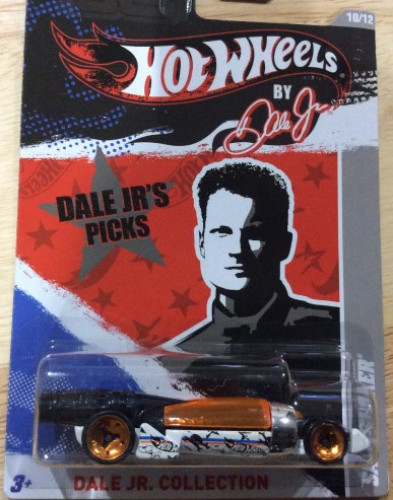 10/12
HOT WHEELS
BY
Dale Jr.
DALE JR'S
PICKS
3+
DALE JR. COLLECTION